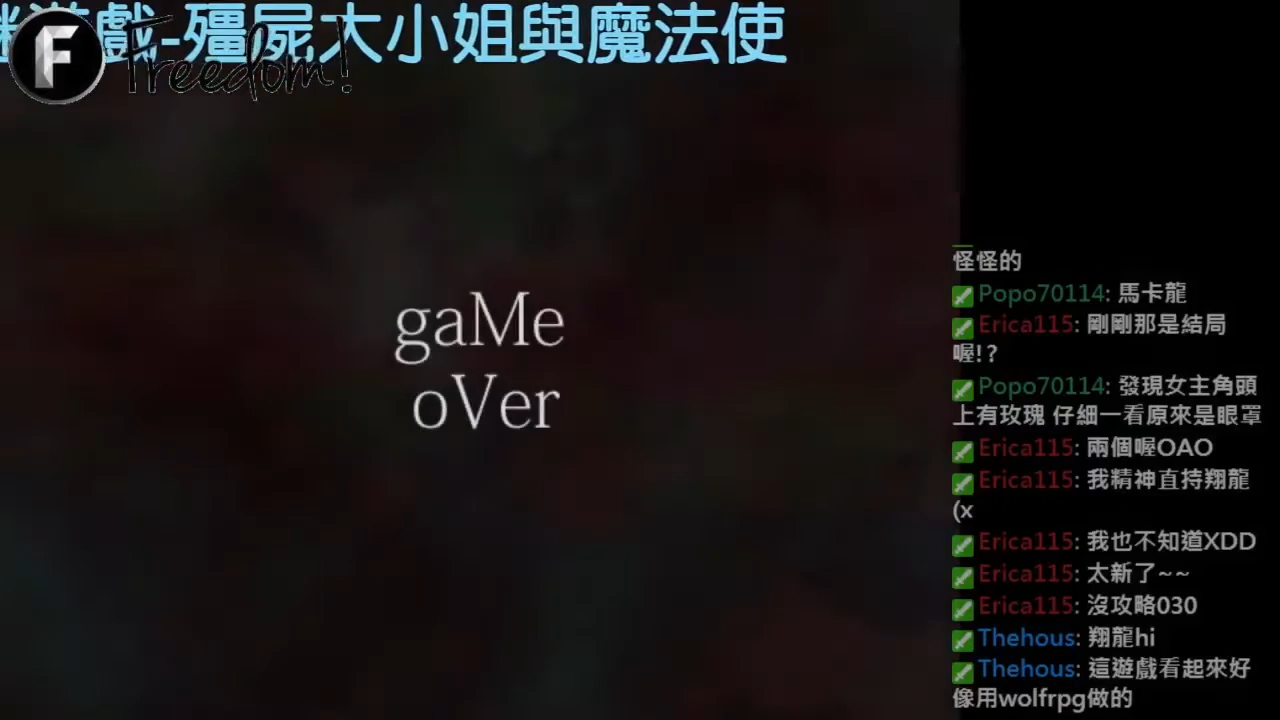 謎遊戲-殭屍大小姐與魔法使
F Freedom!
gaMe
oVer
怪怪的
Popo70114: 馬卡龍
Erica115: 剛剛那是結局
喔!?
Popo70114: 發現女主角頭
上有玫瑰 仔細一看原來是眼罩
Erica115: 兩個喔OAO
Erica115: 我精神直持翔龍
(x
Erica115: 我也不知道XDD
Erica115: 太新了~~
Erica115: 沒攻略030
Thehous: 翔龍hi
Thehous: 這遊戲看起來好
像用wolfrpg做的